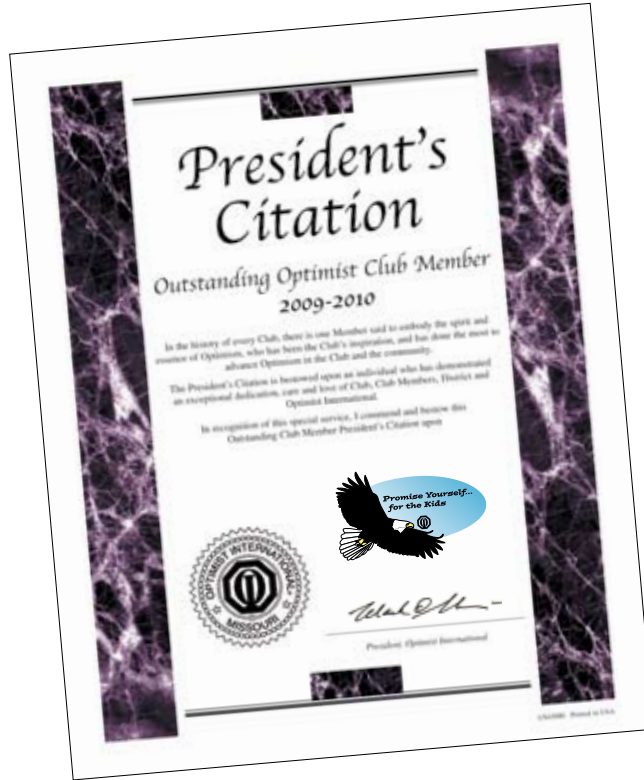 President's
Citation
Outstanding Optimist Club Member
2009-2010
In the history of every Club, there is one Member said to embody the spirit and
essence of Optimism, who has been the Club's inspiration, and has done the most to
advance Optimism in the Club and the community.
The President's Citation is bestowed upon an individual who has demonstrated
an exceptional dedication, care and love of Club, Club Members, District and
Optimist International.
In recognition of this special service, I commend and bestow this
Outstanding Club Member President's Citation upon
Promise Yourself...
for the Kids
OPTIMIST INTERNATIONAL
MISSOURI
President, Optimist International
Printed in USA